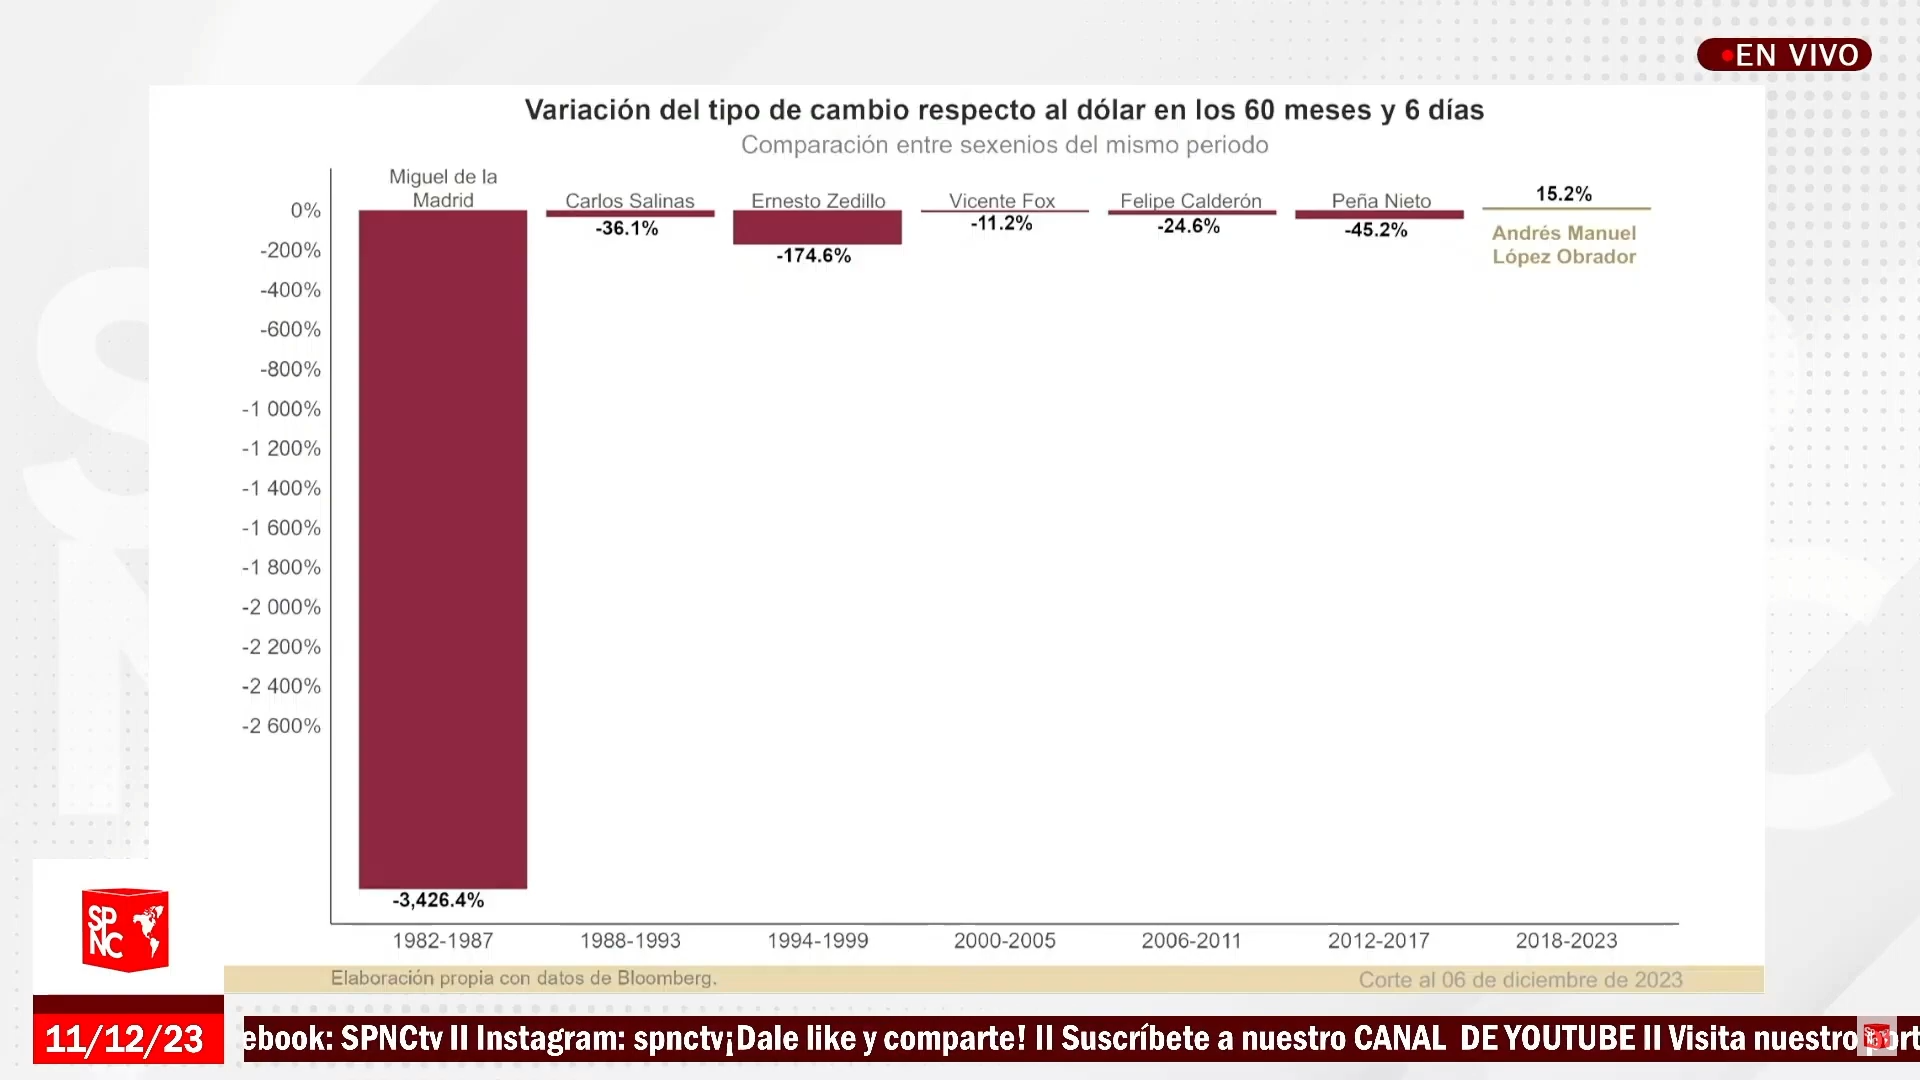 •EN VIVO
Variación del tipo de cambio respecto al dólar en los 60 meses y 6 días
Comparación entre sexenios del mismo periodo
Miguel de la
Madrid
Carlos Salinas
Ernesto Zedillo
Vicente Fox
Felipe Calderón
Peña Nieto
15.2%
Andrés Manuel
López Obrador
-36.1%
-174.6%
-11.2%
-24.6%
-45.2%
0%
-200%
-400%
-600%
-800%
-1 000%
-1 200%
-1 400%
-1 600%
-1 800%
-2 000%
-2 200%
-2 400%
-2 600%
-3,426.4%
1982-1987
1988-1993
1994-1999
2000-2005
2006-2011
2012-2017
2018-2023
Elaboración propia con datos de Bloomberg.
Corte al 06 de diciembre de 2023
SP
NC
11/12/23
ebook: SPNCtv II Instagram: spnctv¡Dale like y comparte! II Suscríbete a nuestro CANAL DE YOUTUBE II Visita nuestro